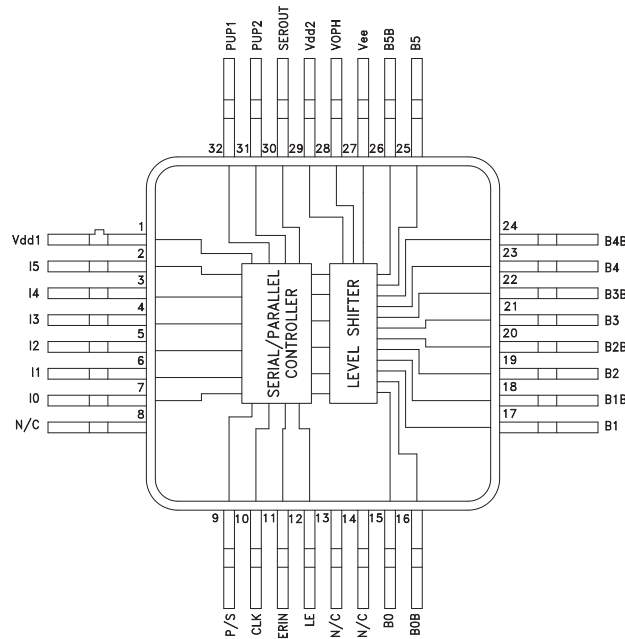 PUP1
PUP2
SEROUT
Vdd2
VOPH
Vee
B5B
B5
32
31
30
29
28
27
26
25
Vdd1
1
I5
2
I4
3
I3
4
I2
5
I1
6
I0
7
N/C
8
SERIAL/PARALLEL
CONTROLLER
LEVEL SHIFTER
24
B4B
23
B4
22
B3B
21
B3
20
B2B
19
B2
18
B1B
17
B1
9
10
11
12
13
14
15
16
P/S
CLK
ERIN
LE
N/C
N/C
B0
B0B